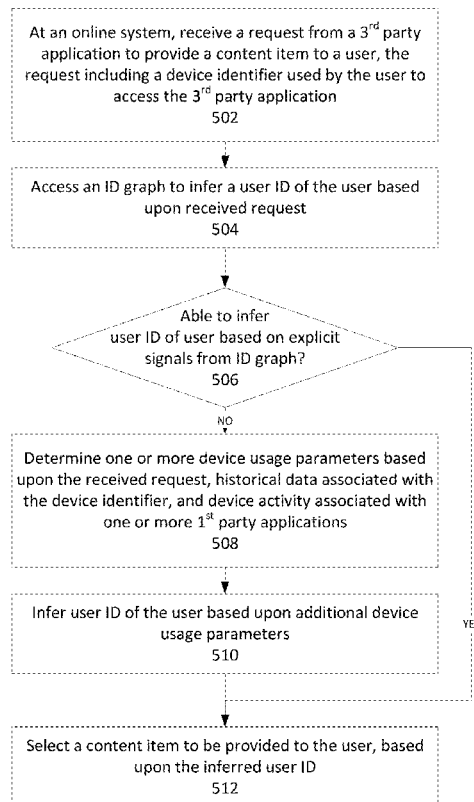 At an online system, receive a request from a 3rd party
application to provide a content item to a user, the
request including a device identifier used by the user to
access the 3rd party application
502
Access an ID graph to infer a user ID of the user based
upon received request
504
Able to infer
user ID of user based on explicit
signals from ID graph?
506
NO
Determine one or more device usage parameters based
upon the received request, historical data associated with
the device identifier, and device activity associated with
one or more 1st party applications
508
Infer user ID of the user based upon additional device
usage parameters
510
YE
Select a content item to be provided to the user, based
upon the inferred user ID
512